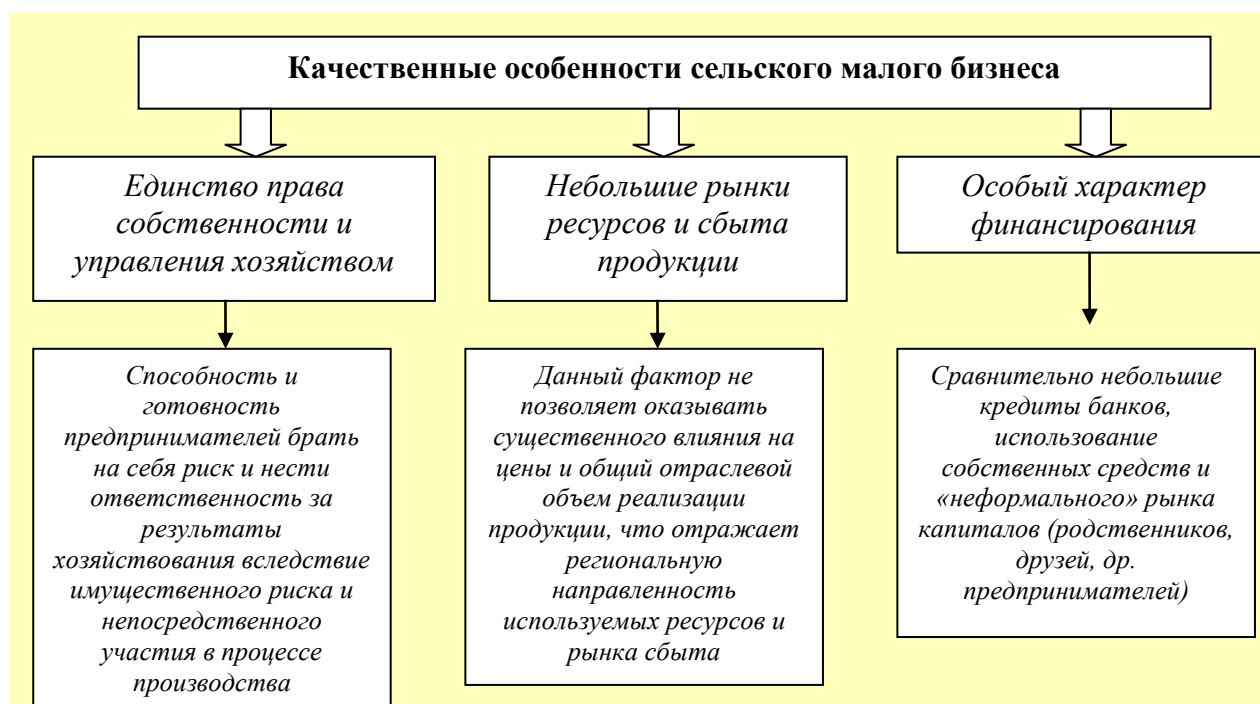 Качественные особенности сельского малого бизнеса
Единство права
собственности и
управления хозяйством
Небольшие рынки
ресурсов и сбыта
продукции
Особый характер
финансирования
Способность и
готовность
предпринимателей брать
на себя риск и нести
ответственность за
результаты
хозяйствования вследствие
имущественного риска и
непосредственного
участия в процессе
производства
Данный фактор не
позволяет оказывать
существенного влияния на
цены и общий отраслевой
объем реализации
продукции, что отражает
региональную
направленность
используемых ресурсов и
рынка сбыта
Сравнительно небольшие
кредиты банков,
использование
собственных средств и
«неформального» рынка
капиталов (родственников,
друзей, др.
предпринимателей)